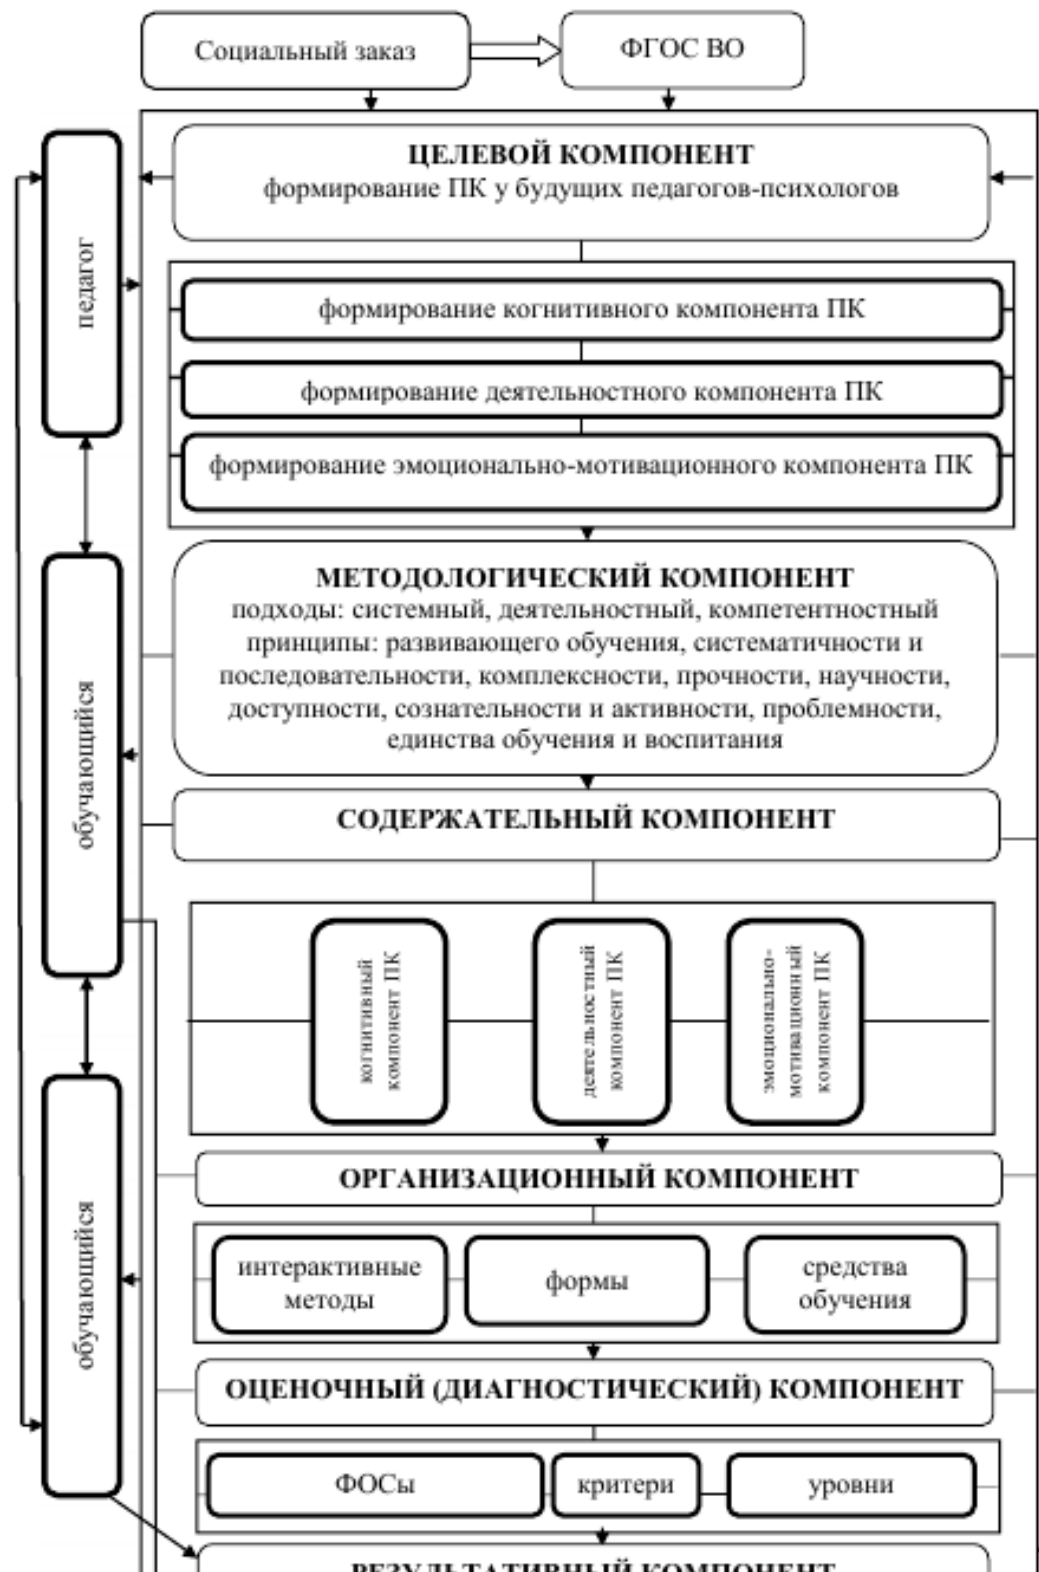 Социальный заказ
ФГОС ВО
ЦЕЛЕВОЙ КОМПОНЕНТ
формирование ПК у будущих педагогов-психологов
педагог
формирование когнитивного компонента ПК
формирование деятельностного компонента ПК
формирование эмоционально-мотивационного компонента ПК
МЕТОДОЛОГИЧЕСКИЙ КОМПОНЕНТ
подходы: системный, деятельностный, компетентностный
принципы: развивающего обучения, систематичности и
последовательности, комплексности, прочности, научности,
доступности, сознательности и активности, проблемности,
единства обучения и воспитания
обучающийся
СОДЕРЖАТЕЛЬНЫЙ КОМПОНЕНТ
когнитивный
компонент ПК
деятельностный
компонент ПК
эмоционально-
мотивационный
компонент ПК
обучающийся
ОРГАНИЗАЦИОННЫЙ КОМПОНЕНТ
интерактивные
методы
формы
средства
обучения
ОЦЕНОЧНЫЙ (ДИАГНОСТИЧЕСКИЙ) КОМПОНЕНТ
ФОСы
критери
уровни
РЕЗУЛЬТАТИВНЫЙ КОМПОНЕНТ